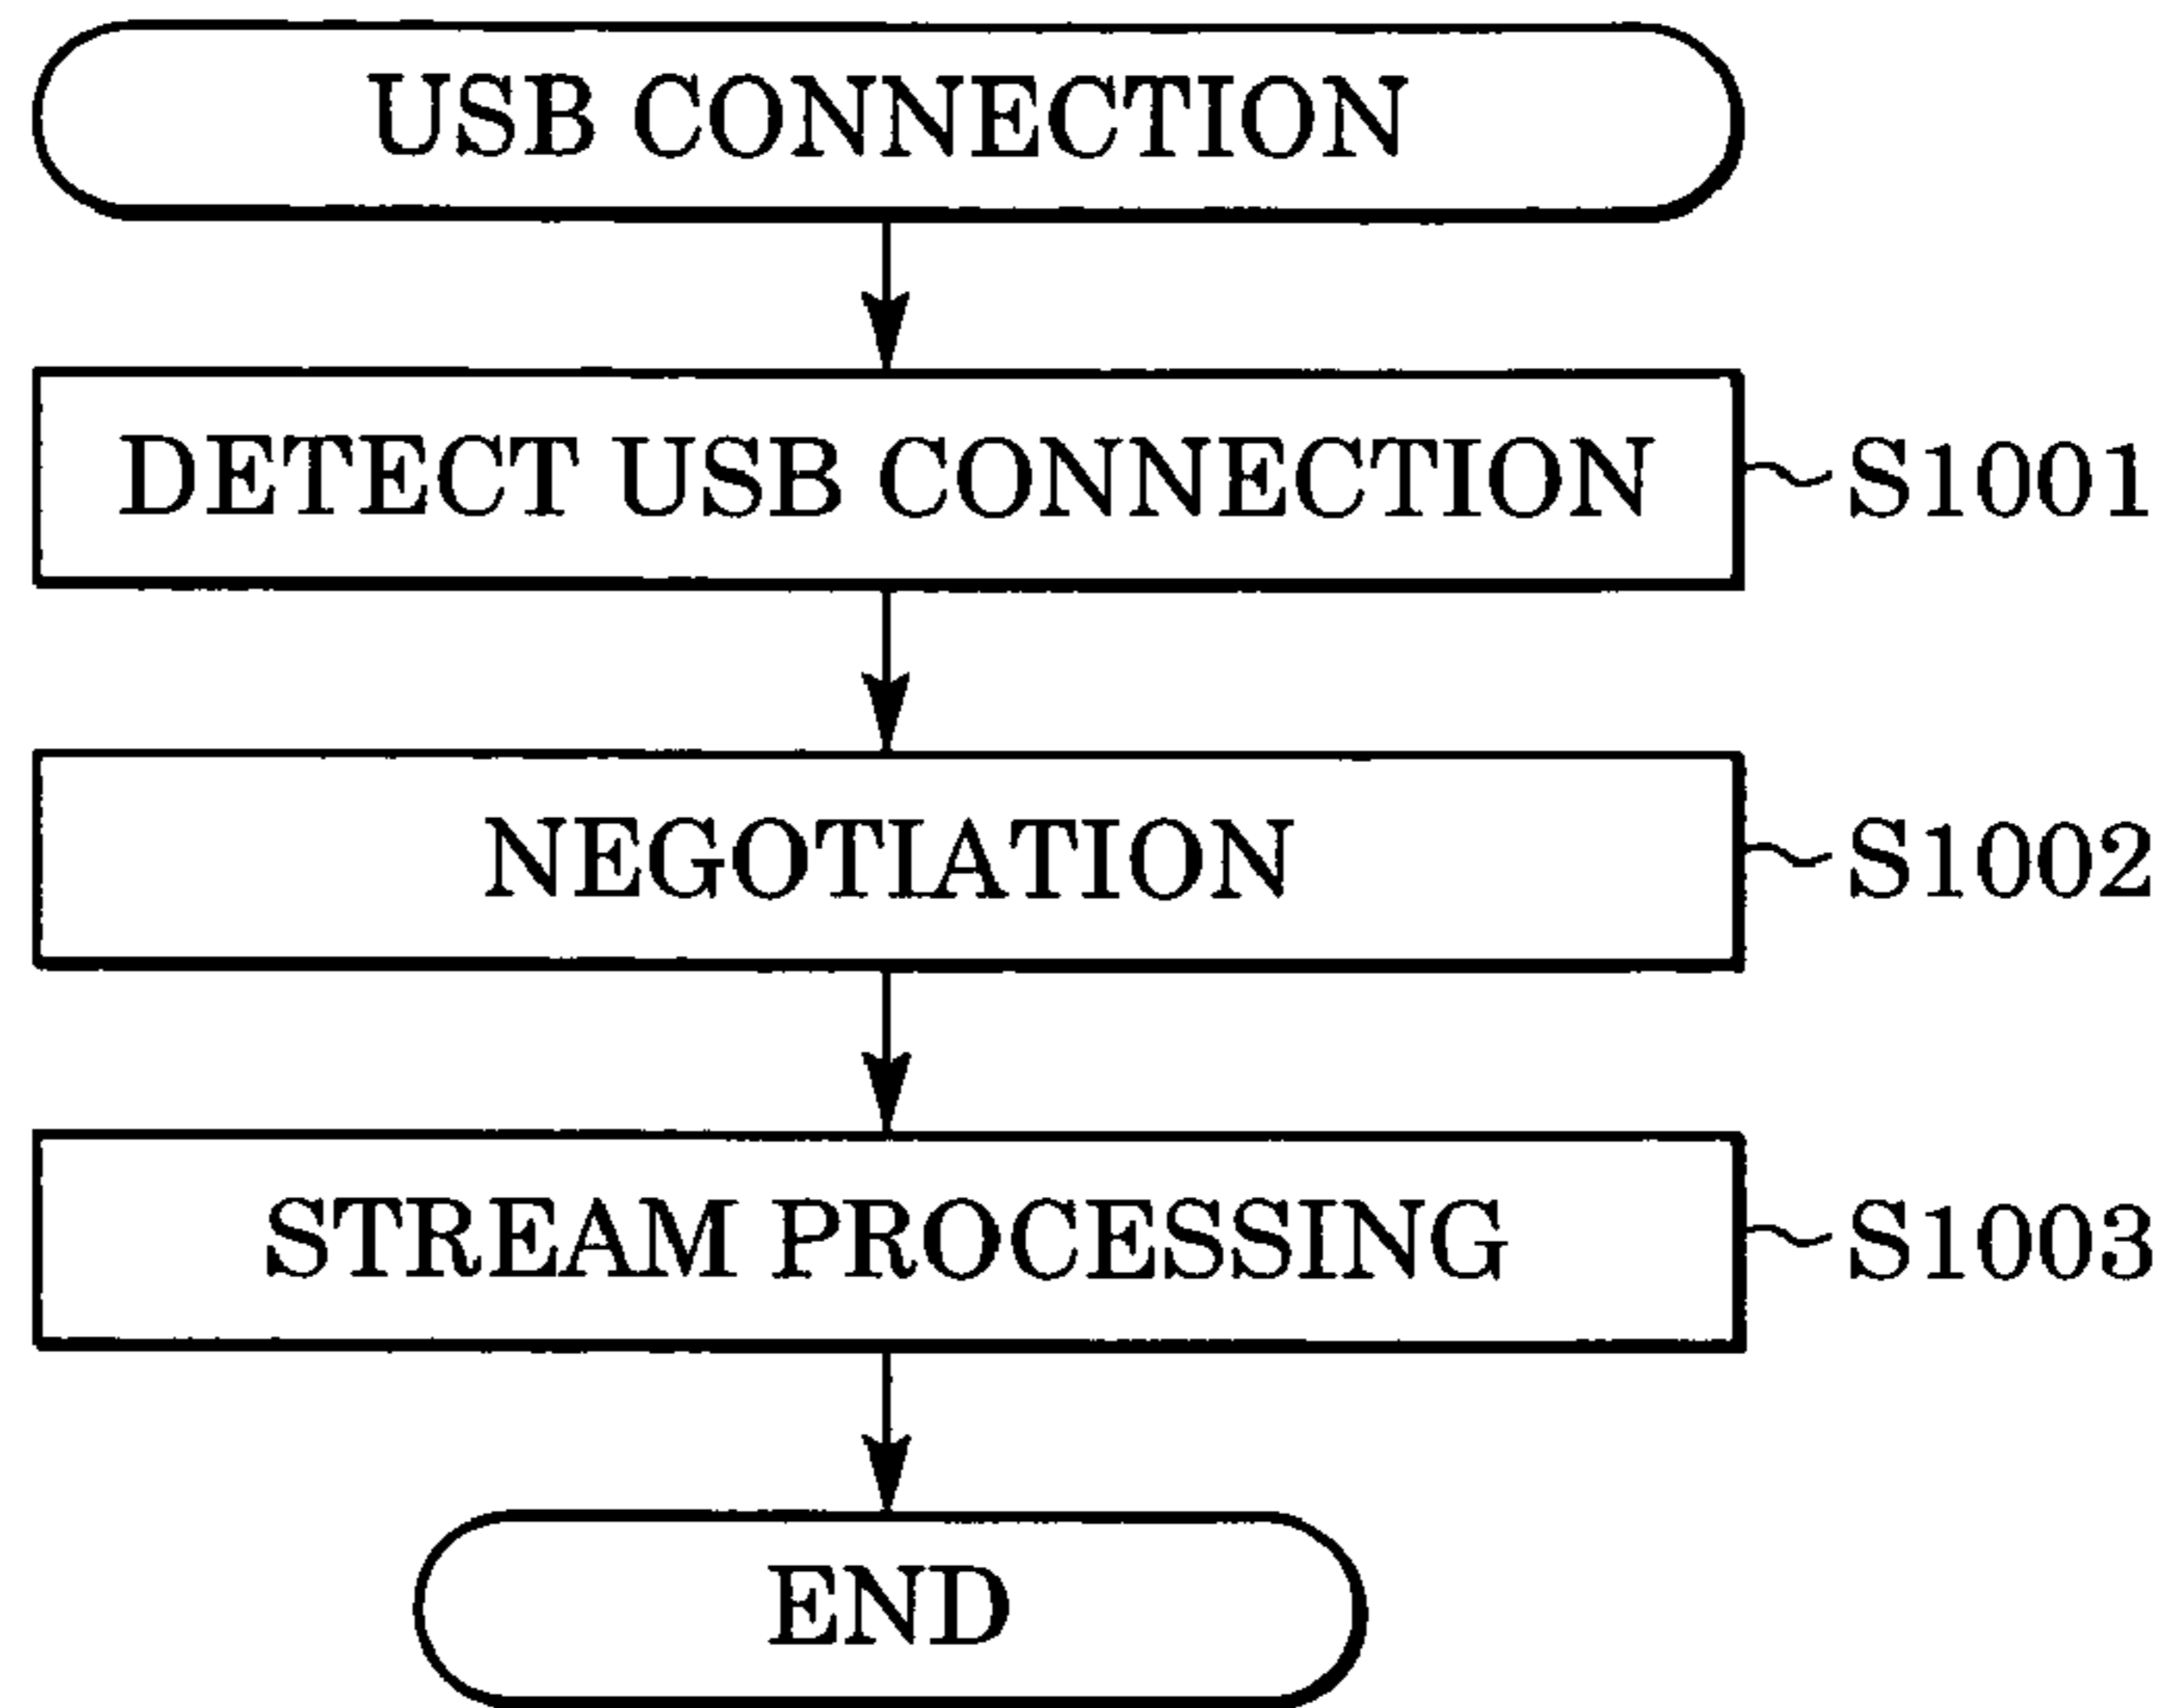 USB CONNECTION
DETECT USB CONNECTION S1001
NEGOTIATION S1002
STREAM PROCESSING S1003
END